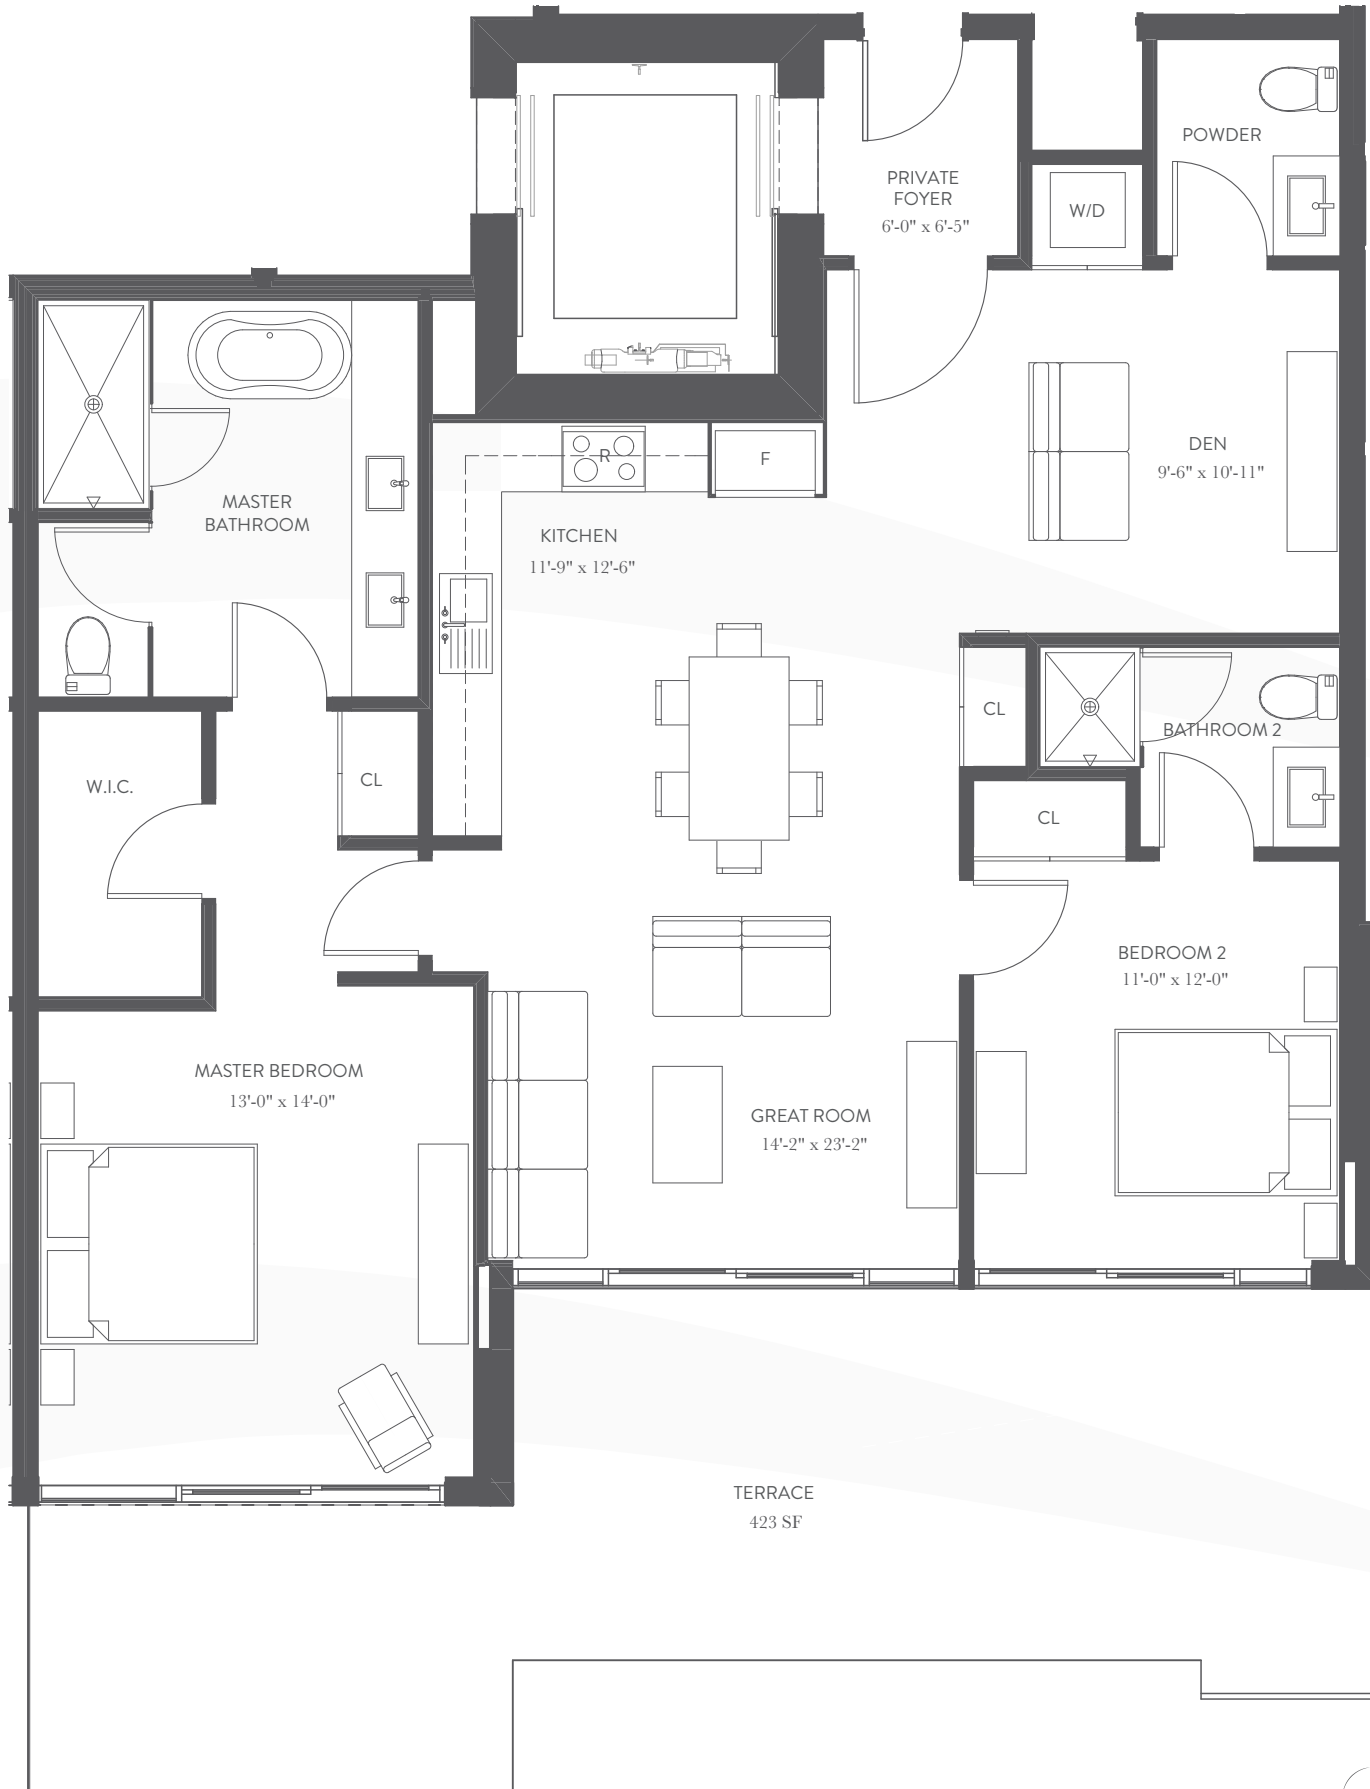 POWDER
PRIVATE
FOYER
6'-0" x 6'-5"
W/D
DEN
9'-6" x 10'-11"
R
F
MASTER
BATHROOM
KITCHEN
11'-9" x 12'-6"
CL
BATHROOM 2
W.I.C.
CL
CL
BEDROOM 2
11'-0" x 12'-0"
MASTER BEDROOM
13'-0" x 14'-0"
GREAT ROOM
14'-2" x 23'-2"
TERRACE
423 SF